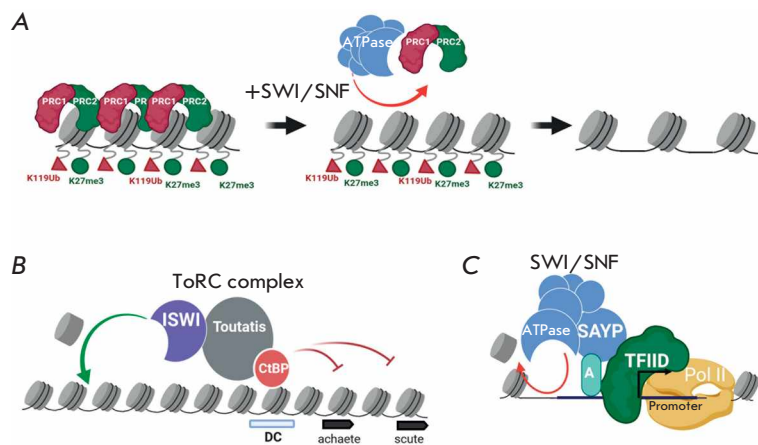 A
ATPase
PRC1 PRC2
PRC1 PRC2 PRC1 PR PRC1 PRC2
+SWI/SNF
K119Ub K27me3 K119Ub K27me3 K27me3
K119Ub K27me3 K119Ub K27me3 K27me3
B
ToRC complex
ISWI
Toutatis
CtBP
DC
achaete
scute
C
SWI/SNF
ATPase
SAYP
A
TFIID
Pol II
Promoter